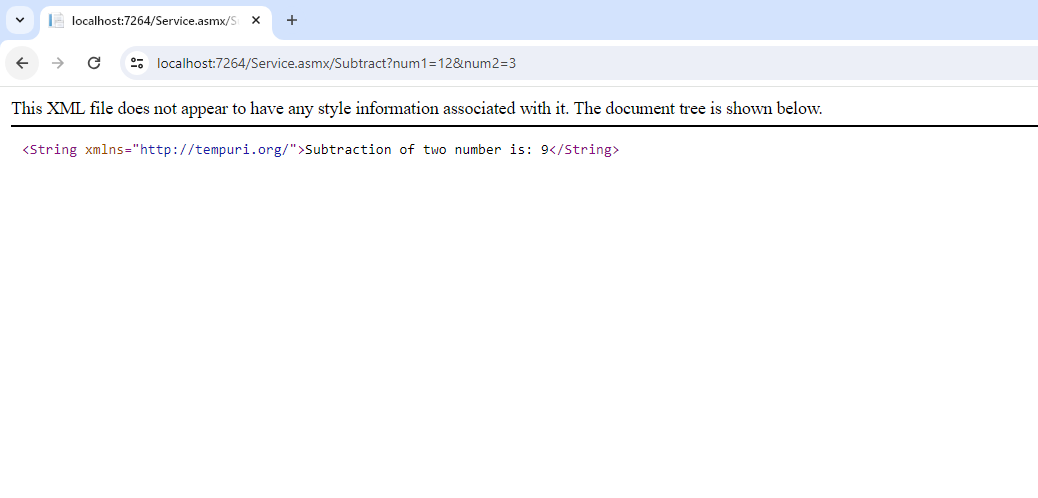 localhost:7264/Service.asmx/S
localhost:7264/Service.asmx/Subtract?num1=12&num2=3
This XML file does not appear to have any style information associated with it. The document tree is shown below.
<String xmlns="http://tempuri.org/">Subtraction of two number is: 9</String>